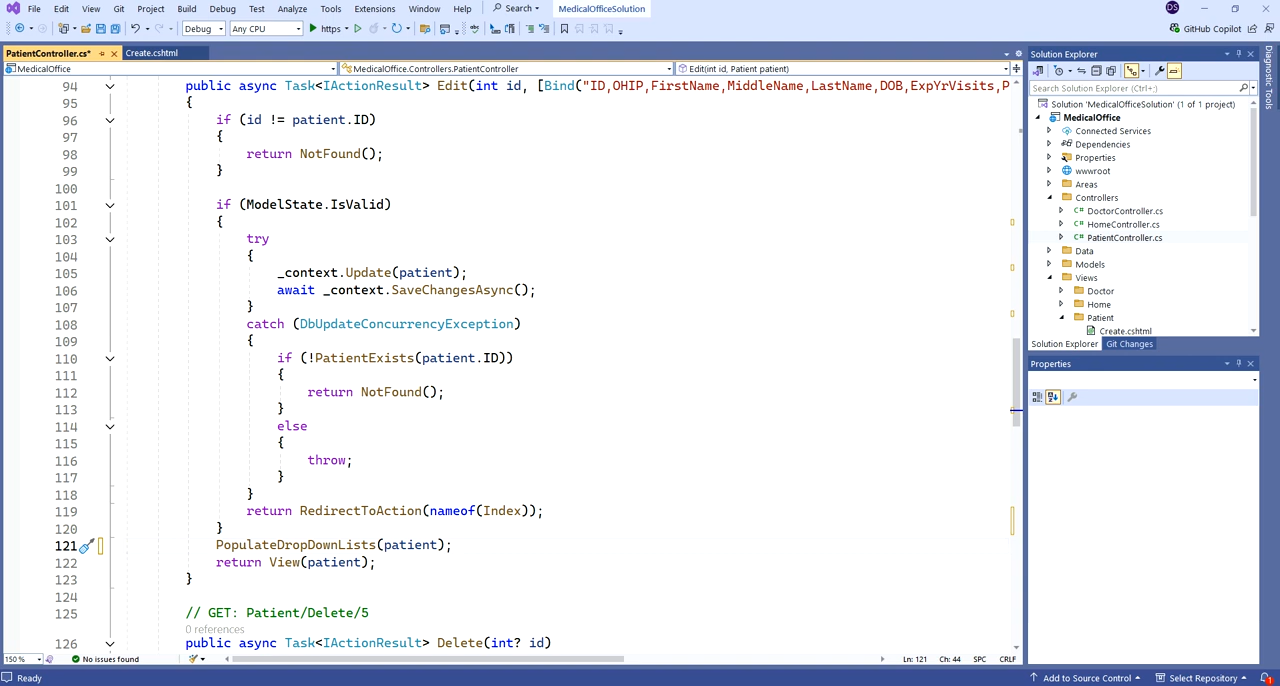 File Edit View Git Project Build Debug Test Analyze Tools Extensions Window Help Search MedicalOfficeSolution DS
Debug Any CPU https GitHub Copilot
PatientController.cs* Create.cshtml
MedicalOffice MedicalOffice.Controllers.PatientController Edit(int id, Patient patient)
94 public async Task<IActionResult> Edit(int id, [Bind("ID,OHIP,FirstName,MiddleName,LastName,DOB,ExpYrVisits,P
95 {
96 if (id != patient.ID)
97 {
98 return NotFound();
99 }
100
101 if (ModelState.IsValid)
102 {
103 try
104 {
105 _context.Update(patient);
106 await _context.SaveChangesAsync();
107 }
108 catch (DbUpdateConcurrencyException)
109 {
110 if (!PatientExists(patient.ID))
111 {
112 return NotFound();
113 }
114 else
115 {
116 throw;
117 }
118 }
119 return RedirectToAction(nameof(Index));
120 }
121 PopulateDropDownLists(patient);
122 return View(patient);
123 }
124
125 // GET: Patient/Delete/5
0 references
126 public async Task<IActionResult> Delete(int? id)
150 % No issues found Ln: 121 Ch: 44 SPC CRLF
Solution Explorer
Search Solution Explorer (Ctrl+;)
Solution 'MedicalOfficeSolution' (1 of 1 project)
MedicalOffice
Connected Services
Dependencies
Properties
wwwroot
Areas
Controllers
C# DoctorController.cs
C# HomeController.cs
C# PatientController.cs
Data
Models
Views
Doctor
Home
Patient
Create.cshtml
Solution Explorer Git Changes
Properties
Diagnostic Tools
Ready Add to Source Control Select Repository 1